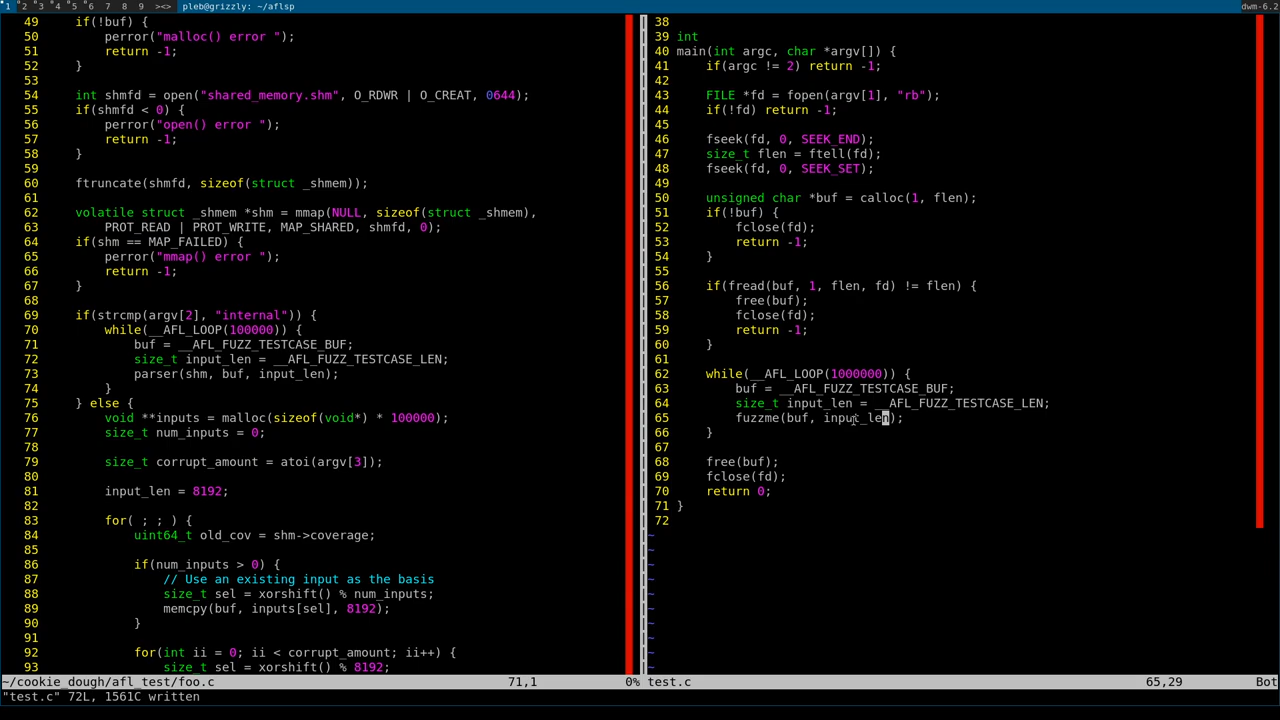 1 2 3 4 5 6 7 8 9 ><> pleb@grizzly: ~/aflsp dwm-6.2
49 if(!buf) {
50 perror("malloc() error ");
51 return -1;
52 }
53
54 int shmfd = open("shared_memory.shm", O_RDWR | O_CREAT, 0644);
55 if(shmfd < 0) {
56 perror("open() error ");
57 return -1;
58 }
59
60 ftruncate(shmfd, sizeof(struct _shmem));
61
62 volatile struct _shmem *shm = mmap(NULL, sizeof(struct _shmem),
63 PROT_READ | PROT_WRITE, MAP_SHARED, shmfd, 0);
64 if(shm == MAP_FAILED) {
65 perror("mmap() error ");
66 return -1;
67 }
68
69 if(strcmp(argv[2], "internal")) {
70 while(__AFL_LOOP(100000)) {
71 buf = __AFL_FUZZ_TESTCASE_BUF;
72 size_t input_len = __AFL_FUZZ_TESTCASE_LEN;
73 parser(shm, buf, input_len);
74 }
75 } else {
76 void **inputs = malloc(sizeof(void*) * 100000);
77 size_t num_inputs = 0;
78
79 size_t corrupt_amount = atoi(argv[3]);
80
81 input_len = 8192;
82
83 for( ; ; ) {
84 uint64_t old_cov = shm->coverage;
85
86 if(num_inputs > 0) {
87 // Use an existing input as the basis
88 size_t sel = xorshift() % num_inputs;
89 memcpy(buf, inputs[sel], 8192);
90 }
91
92 for(int ii = 0; ii < corrupt_amount; ii++) {
93 size_t sel = xorshift() % 8192;
~/cookie_dough/afl_test/foo.c 71,1 0%
38
39 int
40 main(int argc, char *argv[]) {
41 if(argc != 2) return -1;
42
43 FILE *fd = fopen(argv[1], "rb");
44 if(!fd) return -1;
45
46 fseek(fd, 0, SEEK_END);
47 size_t flen = ftell(fd);
48 fseek(fd, 0, SEEK_SET);
49
50 unsigned char *buf = calloc(1, flen);
51 if(!buf) {
52 fclose(fd);
53 return -1;
54 }
55
56 if(fread(buf, 1, flen, fd) != flen) {
57 free(buf);
58 fclose(fd);
59 return -1;
60 }
61
62 while(__AFL_LOOP(1000000)) {
63 buf = __AFL_FUZZ_TESTCASE_BUF;
64 size_t input_len = __AFL_FUZZ_TESTCASE_LEN;
65 fuzzme(buf, input_len);
66 }
67
68 free(buf);
69 fclose(fd);
70 return 0;
71 }
72
~
~
~
~
~
~
~
~
~
~
test.c 65,29 Bot
"test.c" 72L, 1561C written